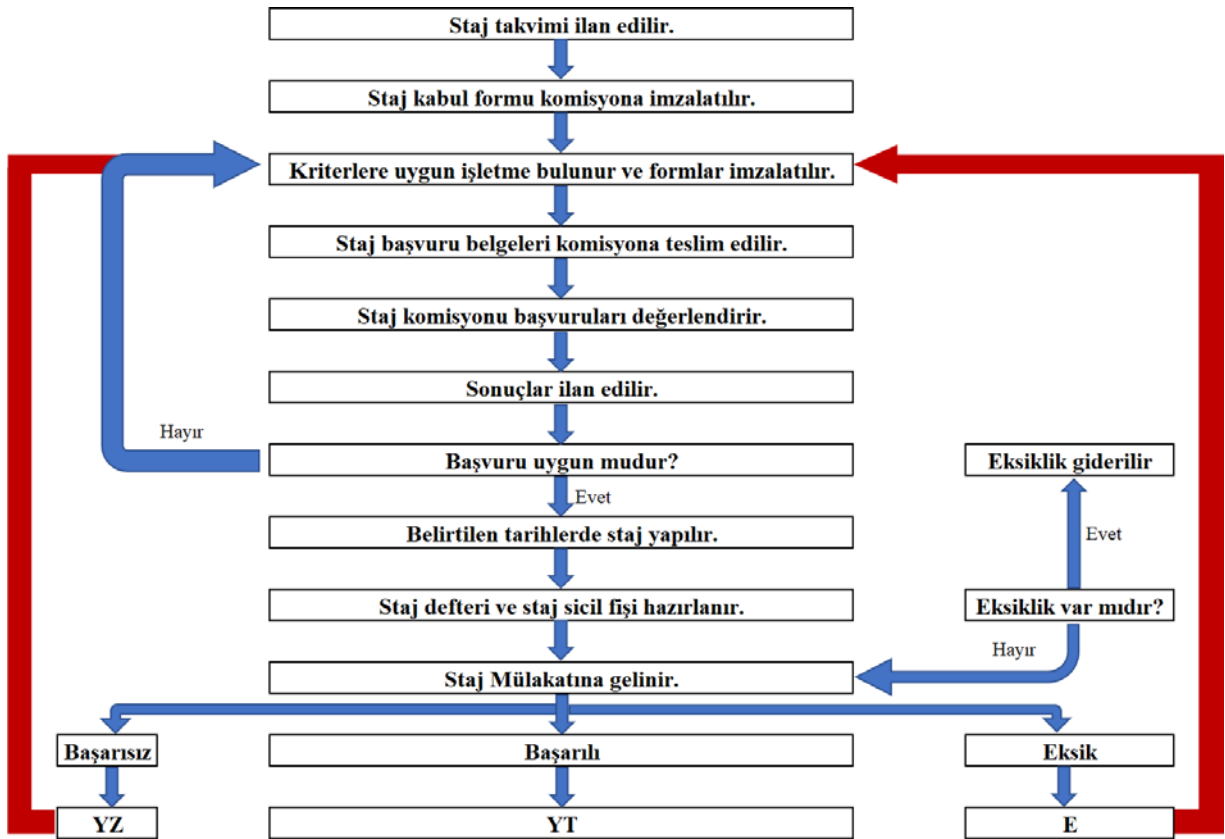 Staj takvimi ilan edilir.
Staj kabul formu komisyona imzalatılır.
Kriterlere uygun işletme bulunur ve formlar imzalatılır.
Staj başvuru belgeleri komisyona teslim edilir.
Staj komisyonu başvuruları değerlendirir.
Sonuçlar ilan edilir.
Hayır
Başvuru uygun mudur?
Eksiklik giderilir
Evet
Belirtilen tarihlerde staj yapılır.
Evet
Staj defteri ve staj sicil fişi hazırlanır.
Eksiklik var mıdır?
Hayır
Staj Mülakatına gelinir.
Başarısız
Başarılı
Eksik
YZ
YT
E